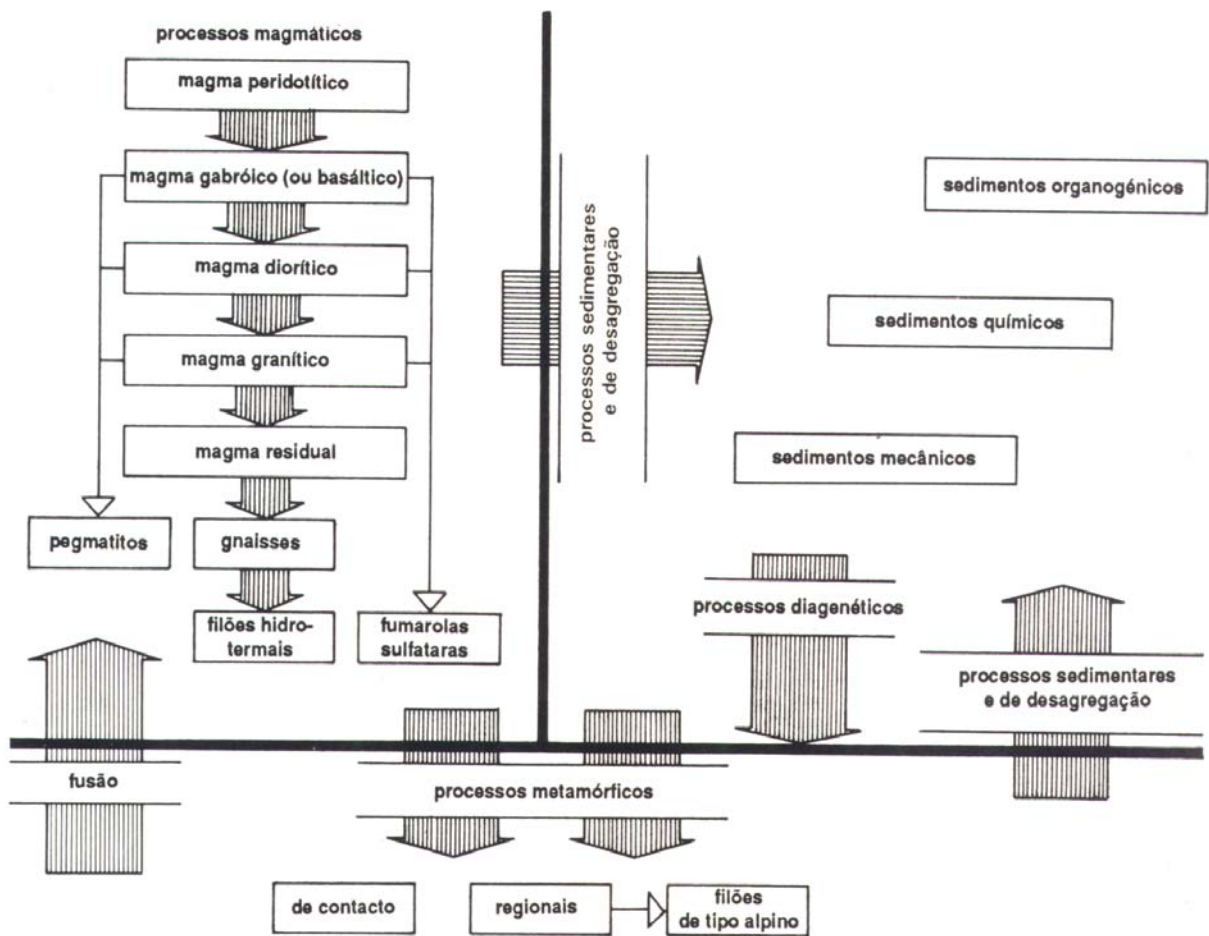 processos magmáticos
magma peridotítico
magma gabróico (ou basáltico)
magma diorítico
magma granítico
magma residual
pegmatitos
gnaisses
filões hidro-
termais
fumarolas
sulfataras
processos sedimentares
e de desagregação
sedimentos organogénicos
sedimentos químicos
sedimentos mecânicos
processos diagenéticos
processos sedimentares
e de desagregação
fusão
processos metamórficos
de contacto
regionais
filões
de tipo alpino